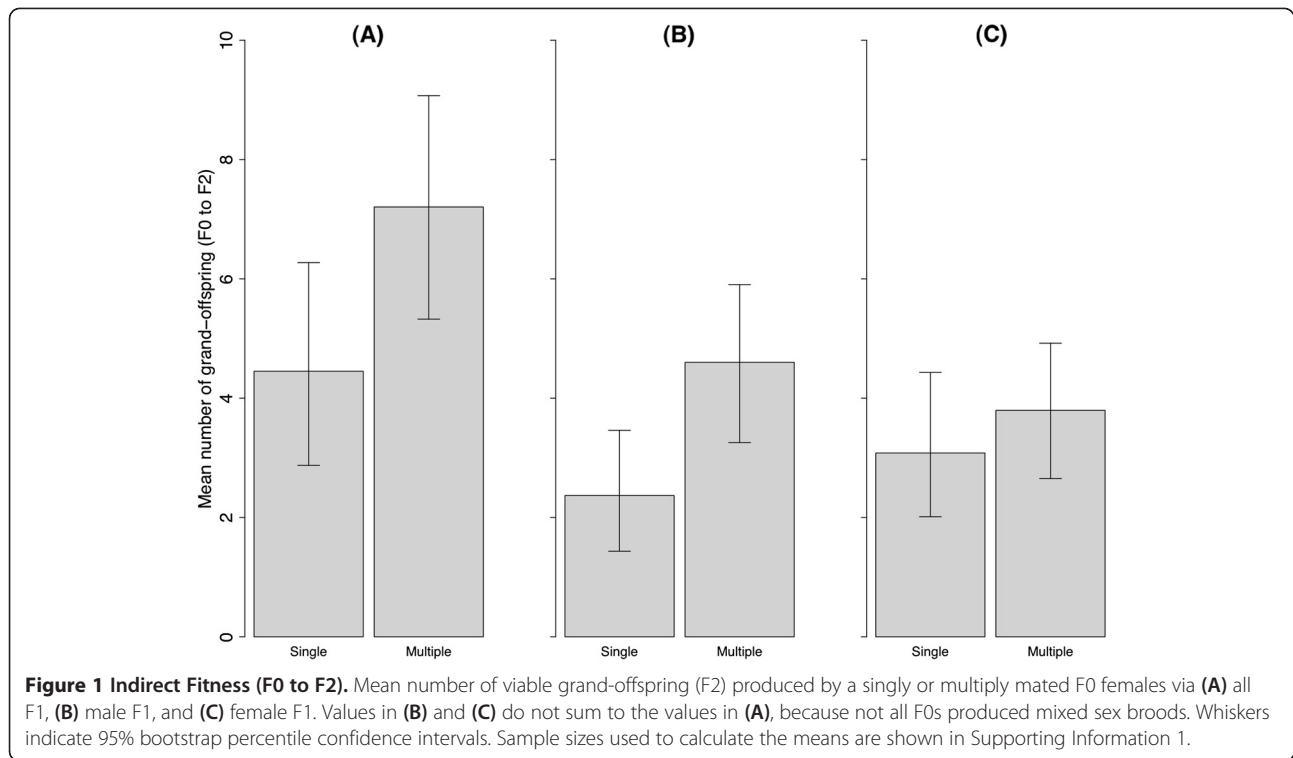 (A)
(B)
(C)
Mean number of grand−offspring (F0 to F2)
10
8
6
4
2
0
Single
Multiple
Single
Multiple
Single
Multiple
Figure 1 Indirect Fitness (F0 to F2). Mean number of viable grand-offspring (F2) produced by a singly or multiply mated F0 females via (A) all
F1, (B) male F1, and (C) female F1. Values in (B) and (C) do not sum to the values in (A), because not all F0s produced mixed sex broods. Whiskers
indicate 95% bootstrap percentile confidence intervals. Sample sizes used to calculate the means are shown in Supporting Information 1.